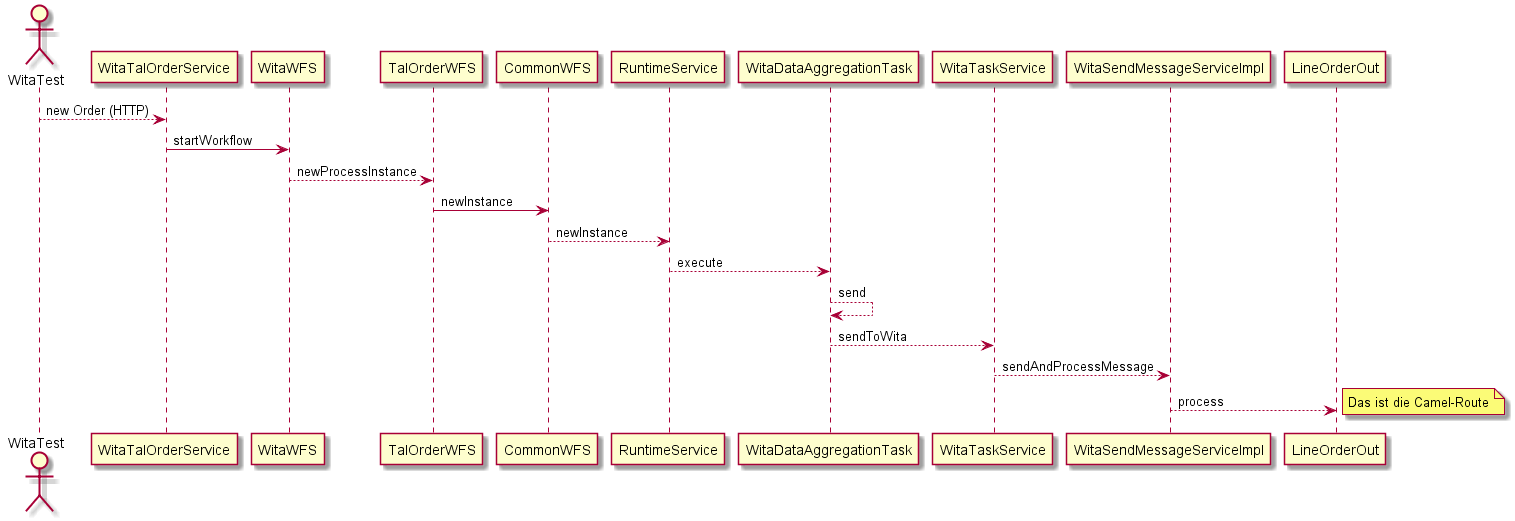 WitaTest
WitaTalOrderService
WitaWFS
TalOrderWFS
CommonWFS
RuntimeService
WitaDataAggregationTask
WitaTaskService
WitaSendMessageServiceImpl
LineOrderOut
new Order (HTTP)
startWorkflow
newProcessInstance
newInstance
newInstance
execute
send
sendToWita
sendAndProcessMessage
process
Das ist die Camel-Route
WitaTest
WitaTalOrderService
WitaWFS
TalOrderWFS
CommonWFS
RuntimeService
WitaDataAggregationTask
WitaTaskService
WitaSendMessageServiceImpl
LineOrderOut